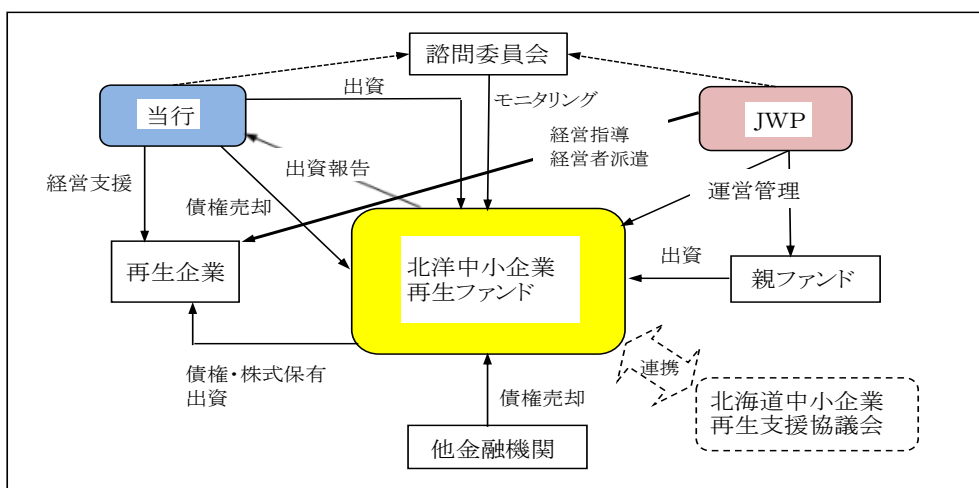 諮問委員会
出資
モニタリング
当行
JWP
経営指導
経営者派遣
出資報告
経営支援
債権売却
運営管理
再生企業
北洋中小企業
再生ファンド
出資
親ファンド
債権・株式保有
出資
連携
債権売却
北海道中小企業
再生支援協議会
他金融機関